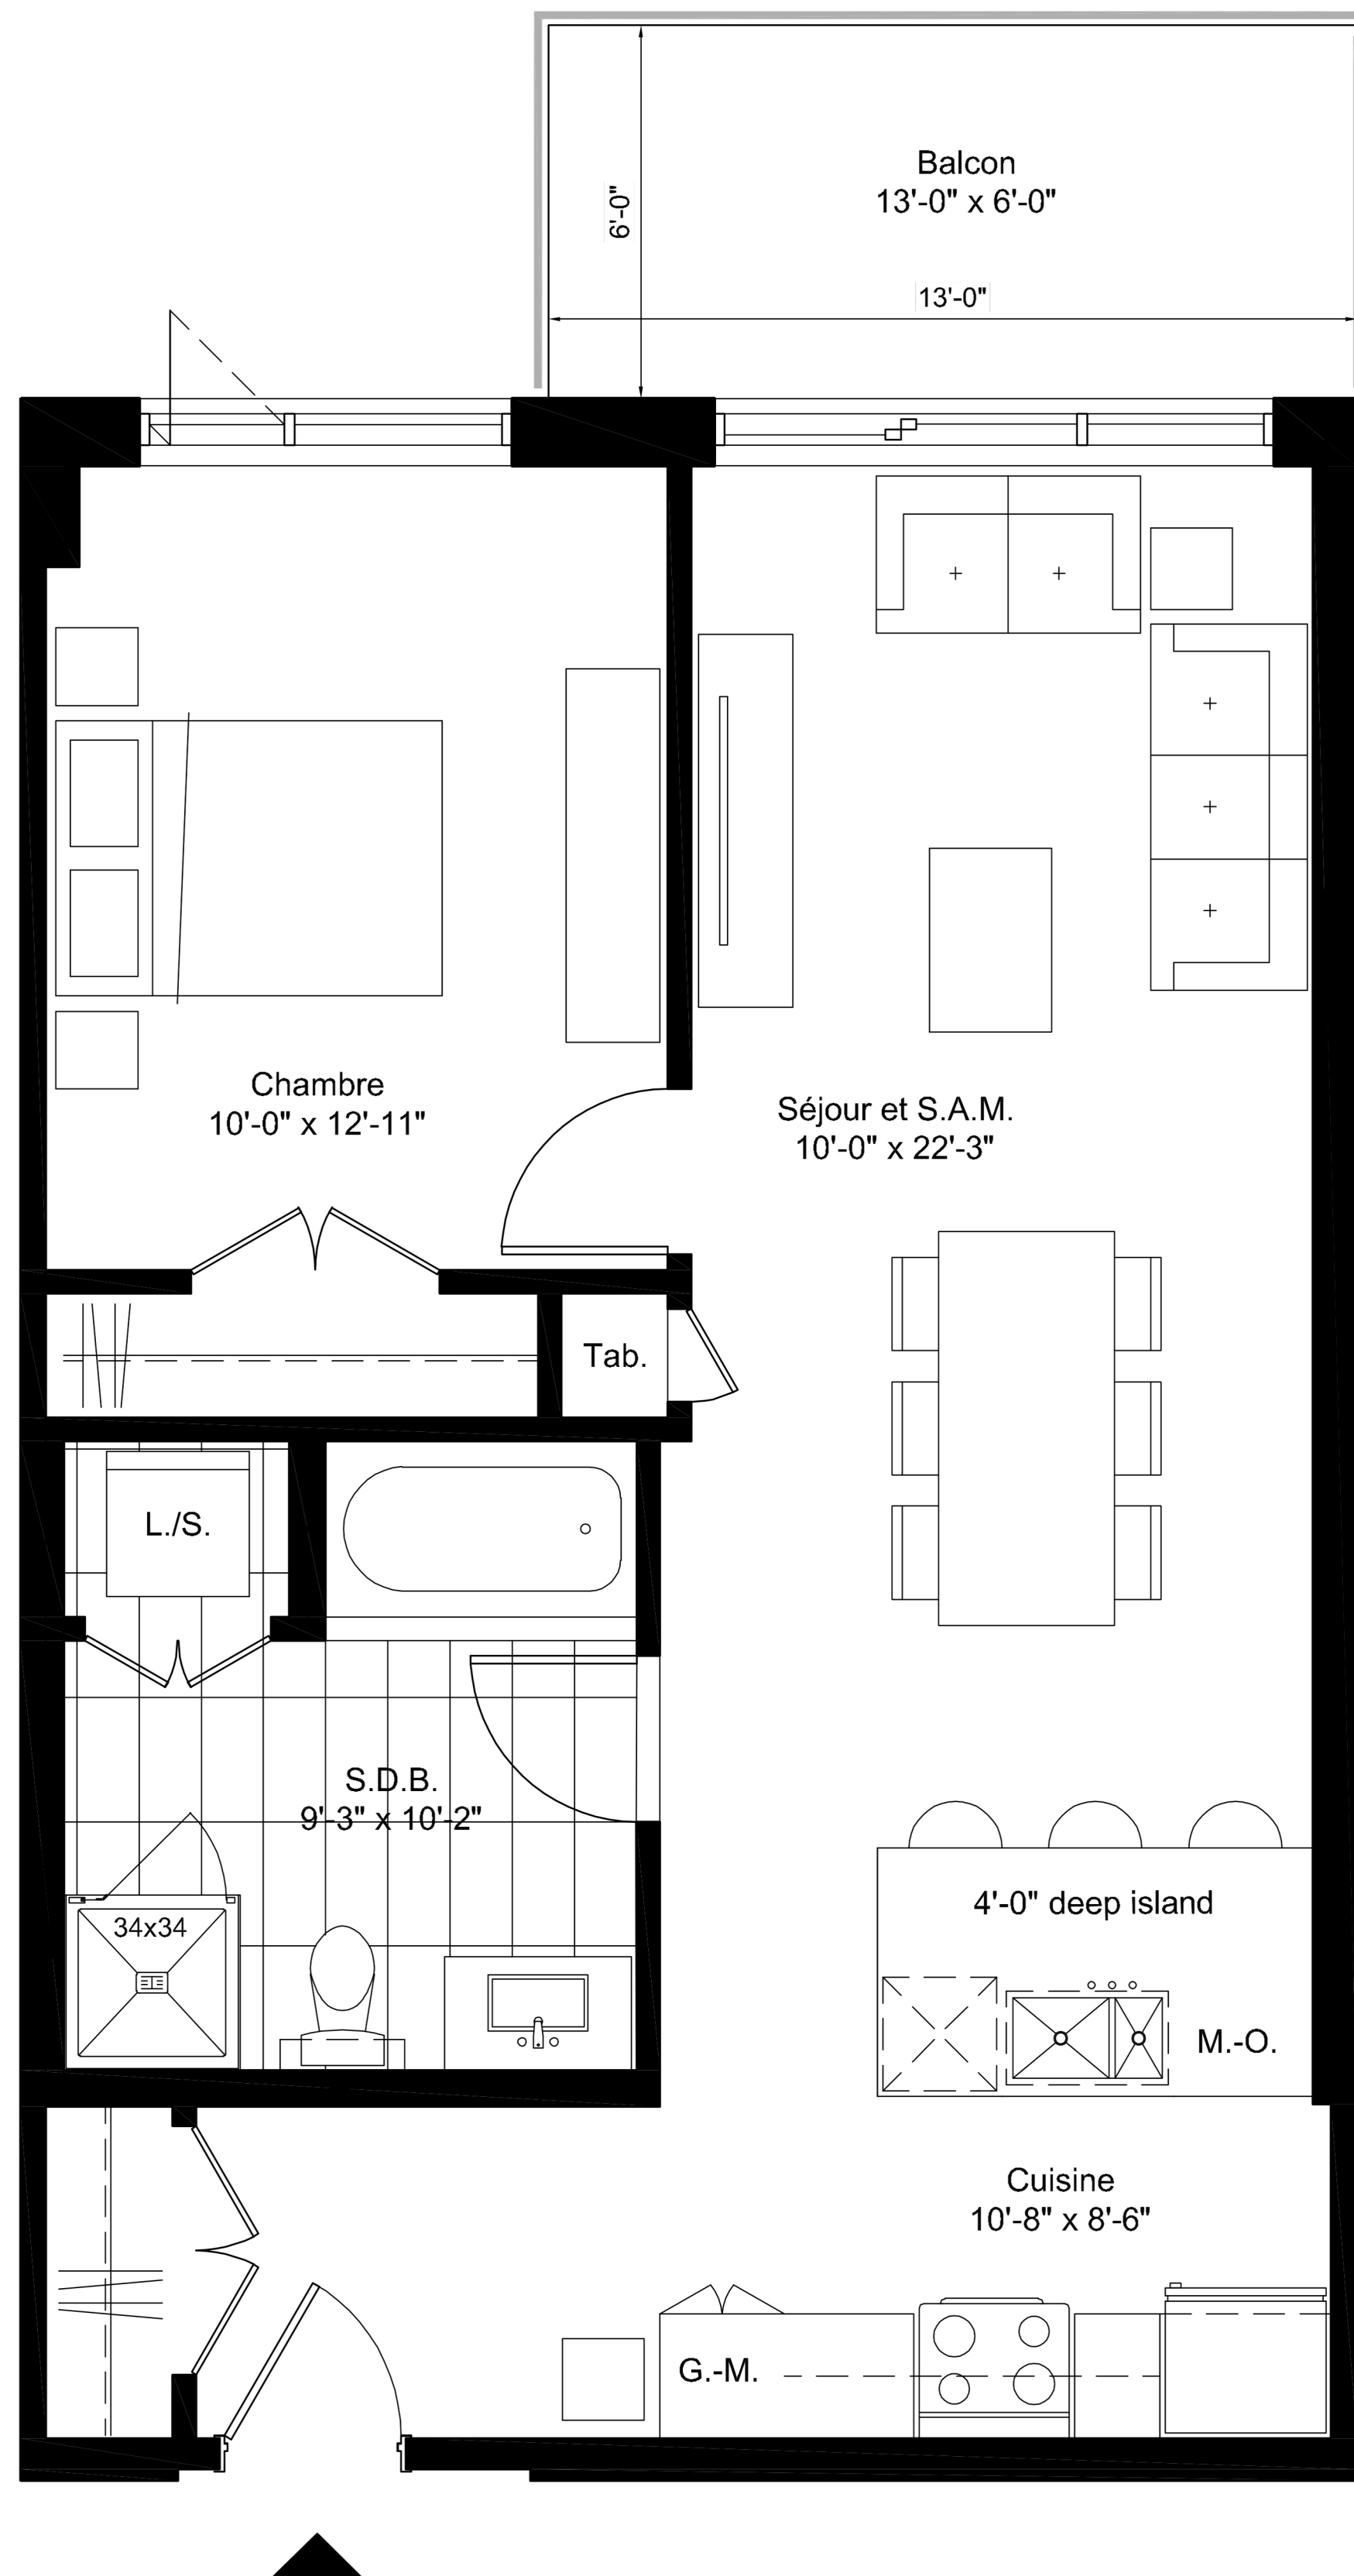 Balcon
13'-0" x 6'-0"
6'-0"
13'-0"
Chambre
10'-0" x 12'-11"
Séjour et S.A.M.
10'-0" x 22'-3"
Tab.
L./S.
S.D.B.
9'-3" x 10'-2"
34x34
4'-0" deep island
M.-O.
Cuisine
10'-8" x 8'-6"
G.-M.